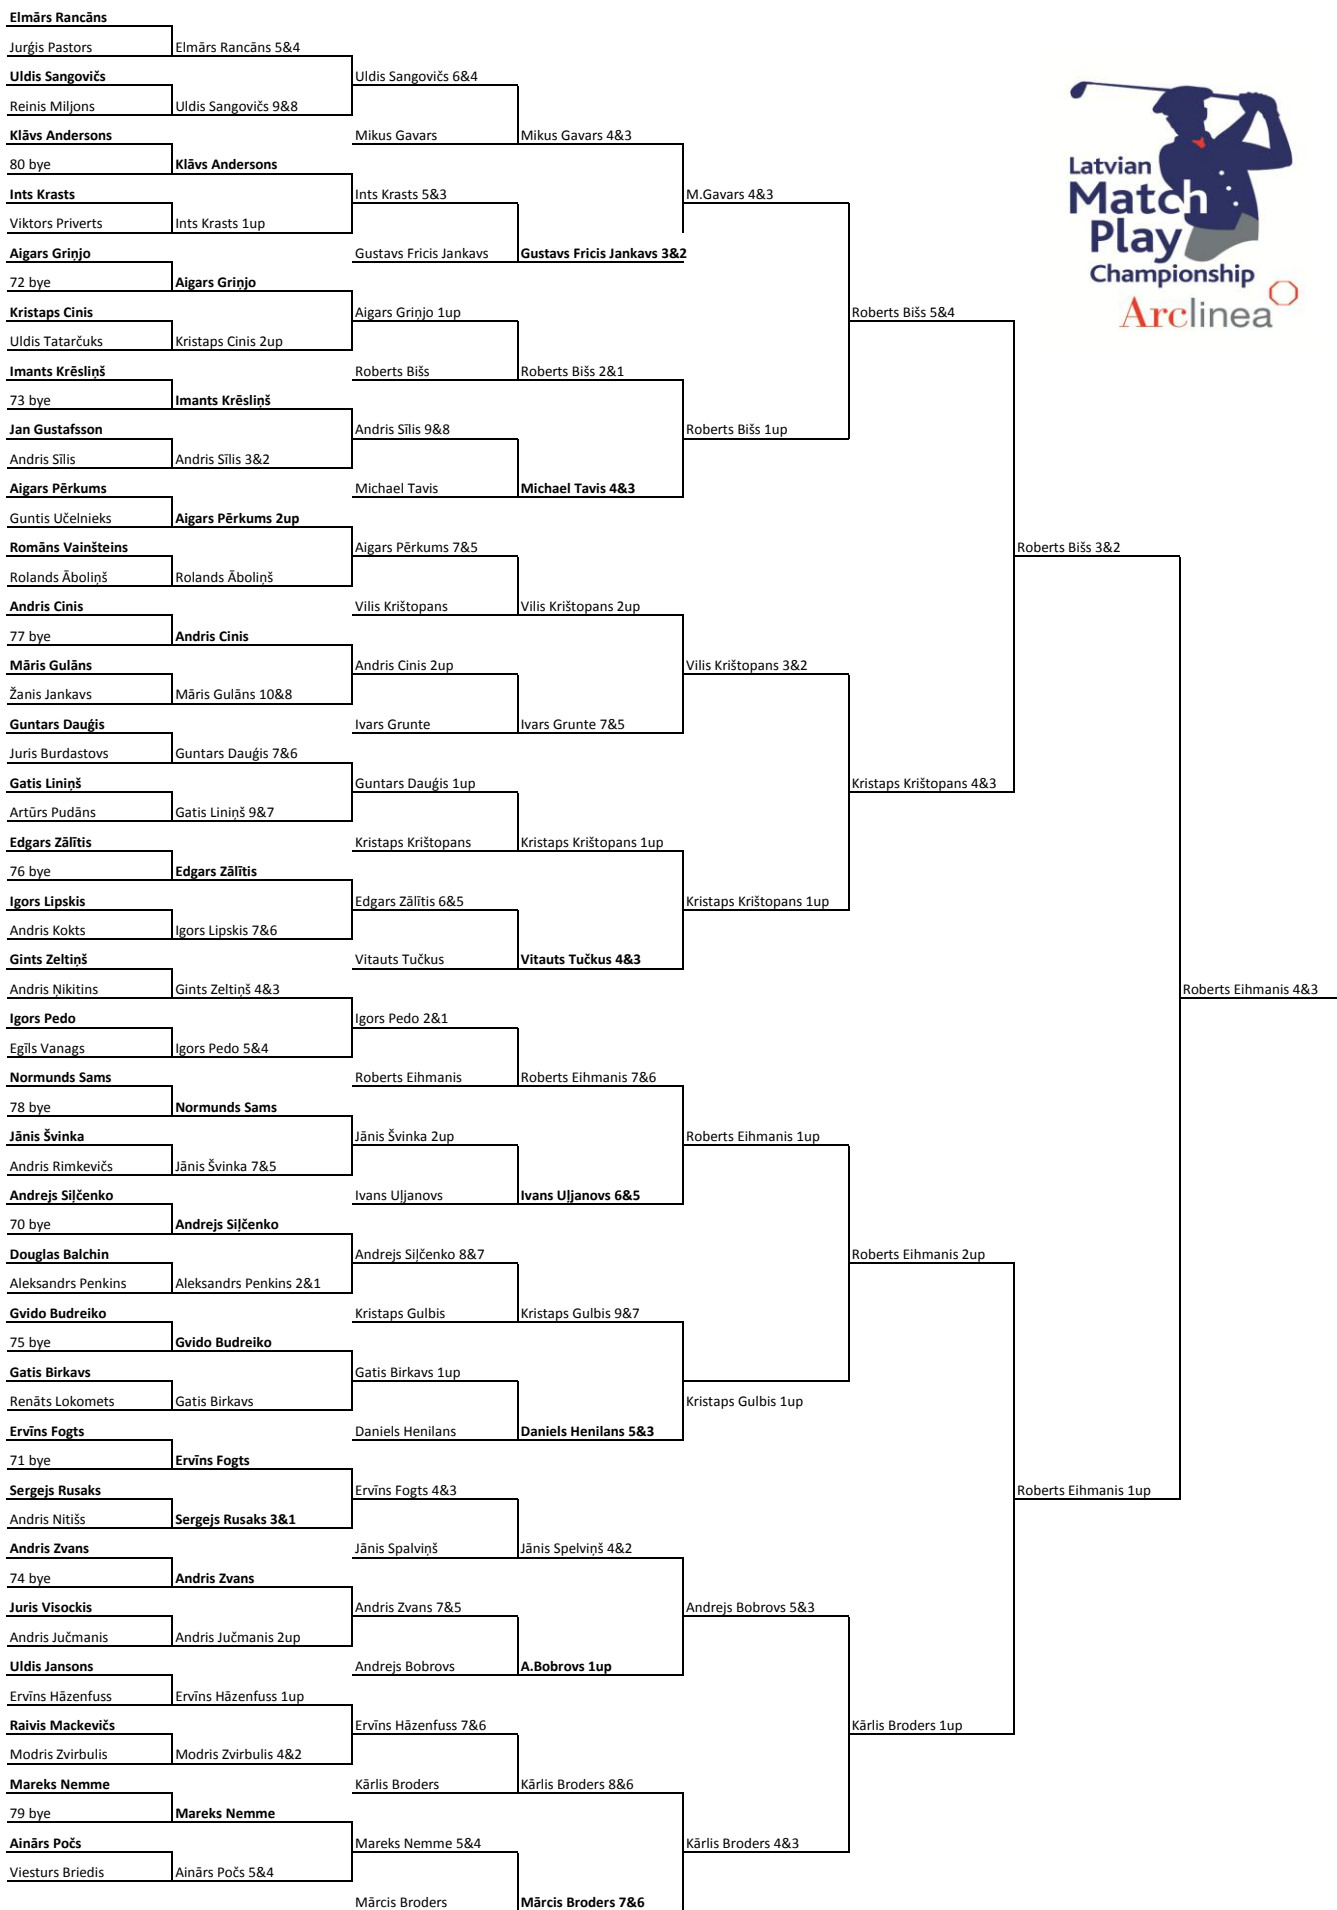 Elmārs Rancāns
Jurģis Pastors
Elmārs Rancāns 5&4
Uldis Sangovičs
Uldis Sangovičs 6&4
Reinis Miljons
Uldis Sangovičs 9&8
Klāvs Andersons
Mikus Gavars
Mikus Gavars 4&3
80 bye
Klāvs Andersons
Latvian
Match
Play
Championship
Arclinea
Ints Krasts
Ints Krasts 5&3
M.Gavars 4&3
Viktors Priverts
Ints Krasts 1up
Aigars Griņjo
Gustavs Fricis Jankavs
Gustavs Fricis Jankavs 3&2
72 bye
Aigars Griņjo
Kristaps Cinis
Aigars Griņjo 1up
Roberts Bišs 5&4
Uldis Tatarčuks
Kristaps Cinis 2up
Imants Krēsliņš
Roberts Bišs
Roberts Bišs 2&1
73 bye
Imants Krēsliņš
Jan Gustafsson
Andris Sīlis 9&8
Roberts Bišs 1up
Andris Sīlis
Andris Sīlis 3&2
Aigars Pērkums
Michael Tavis
Michael Tavis 4&3
Guntis Učelnieks
Aigars Pērkums 2up
Romāns Vainšteins
Aigars Pērkums 7&5
Roberts Bišs 3&2
Rolands Āboliņš
Rolands Āboliņš
Andris Cinis
Vilis Krištopans
Vilis Krištopans 2up
77 bye
Andris Cinis
Māris Gulāns
Andris Cinis 2up
Vilis Krištopans 3&2
Žanis Jankavs
Māris Gulāns 10&8
Guntars Dauģis
Ivars Grunte
Ivars Grunte 7&5
Juris Burdastovs
Guntars Dauģis 7&6
Gatis Liniņš
Guntars Dauģis 1up
Kristaps Krištopans 4&3
Artūrs Pudāns
Gatis Liniņš 9&7
Edgars Zālītis
Kristaps Krištopans
Kristaps Krištopans 1up
76 bye
Edgars Zālītis
Igors Lipskis
Edgars Zālītis 6&5
Kristaps Krištopans 1up
Andris Kokts
Igors Lipskis 7&6
Gints Zeltiņš
Vitauts Tučkus
Vitauts Tučkus 4&3
Andris Ņikitins
Gints Zeltiņš 4&3
Roberts Eihmanis 4&3
Igors Pedo
Igors Pedo 2&1
Egīls Vanags
Igors Pedo 5&4
Normunds Sams
Roberts Eihmanis
Roberts Eihmanis 7&6
78 bye
Normunds Sams
Jānis Švinka
Jānis Švinka 2up
Roberts Eihmanis 1up
Andris Rimkevičs
Jānis Švinka 7&5
Andrejs Siļčenko
Ivans Uļjanovs
Ivans Uļjanovs 6&5
70 bye
Andrejs Siļčenko
Douglas Balchin
Andrejs Siļčenko 8&7
Roberts Eihmanis 2up
Aleksandrs Penkins
Aleksandrs Penkins 2&1
Gvido Budreiko
Kristaps Gulbis
Kristaps Gulbis 9&7
75 bye
Gvido Budreiko
Gatis Birkavs
Gatis Birkavs 1up
Renāts Lokomets
Gatis Birkavs
Kristaps Gulbis 1up
Ervīns Fogts
Daniels Henilans
Daniels Henilans 5&3
71 bye
Ervīns Fogts
Sergejs Rusaks
Ervīns Fogts 4&3
Roberts Eihmanis 1up
Andris Nitišs
Sergejs Rusaks 3&1
Andris Zvans
Jānis Spalviņš
Jānis Spelviņš 4&2
74 bye
Andris Zvans
Juris Visockis
Andris Zvans 7&5
Andrejs Bobrovs 5&3
Andris Jučmanis
Andris Jučmanis 2up
Uldis Jansons
Andrejs Bobrovs
A.Bobrovs 1up
Ervīns Hāzenfuss
Ervīns Hāzenfuss 1up
Raivis Mackevičs
Ervīns Hāzenfuss 7&6
Kārlis Broders 1up
Modris Zvirbulis
Modris Zvirbulis 4&2
Mareks Nemme
Kārlis Broders
Kārlis Broders 8&6
79 bye
Mareks Nemme
Ainārs Počs
Mareks Nemme 5&4
Kārlis Broders 4&3
Viesturs Briedis
Ainārs Počs 5&4
Mārcis Broders
Mārcis Broders 7&6